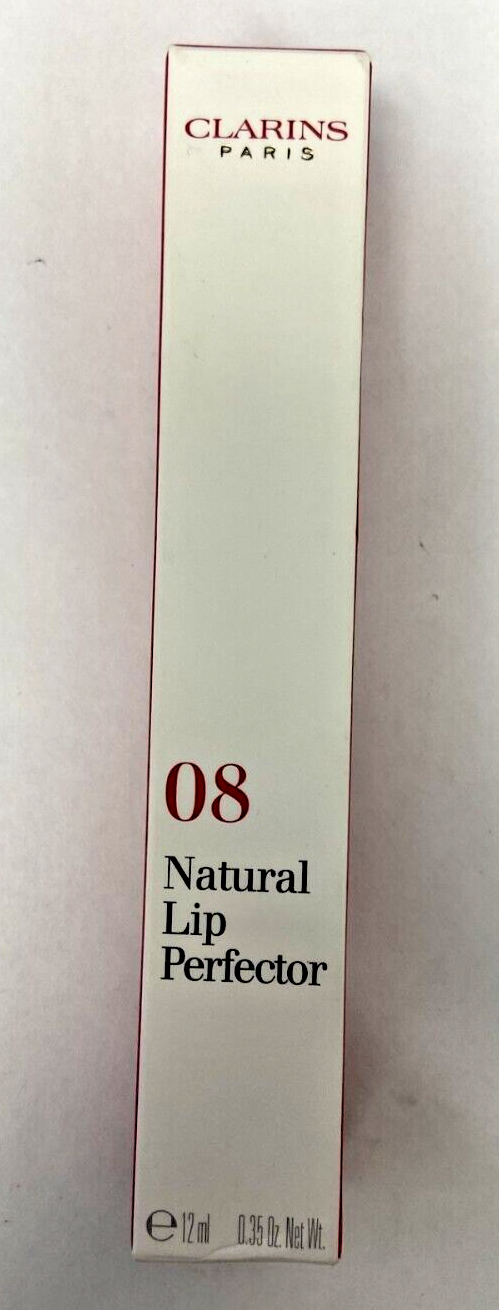 CLARINS
PARIS
08
Natural
Lip
Perfector
℮ 12 ml 0.35 Oz. Net Wt.